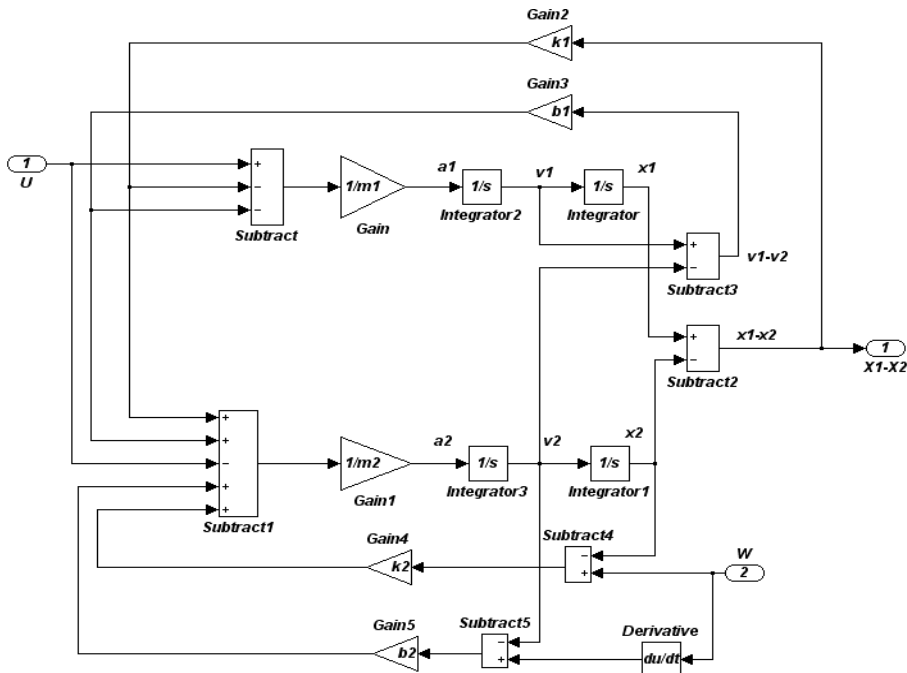 Gain2
k1
Gain3
b1
1
U
+
−
−
Subtract
1/m1
Gain
a1
1/s
Integrator2
v1
1/s
Integrator
x1
+
−
Subtract3
v1-v2
+
−
Subtract2
x1-x2
1
X1-X2
+
+
−
+
+
Subtract1
1/m2
Gain1
a2
1/s
Integrator3
v2
1/s
Integrator1
x2
Gain4
k2
Subtract4
−
+
W
2
Gain5
b2
Subtract5
−
+
Derivative
du/dt